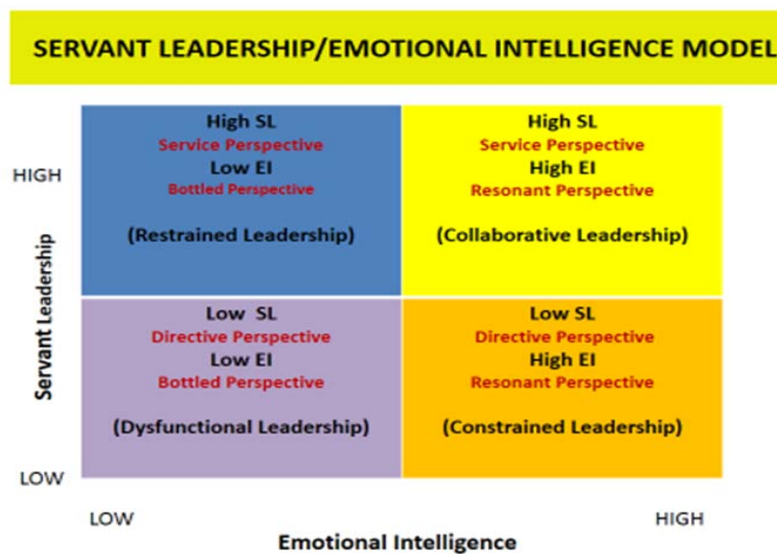 SERVANT LEADERSHIP/EMOTIONAL INTELLIGENCE MODEL
High SL
Service Perspective
Low EI
Bottled Perspective
(Restrained Leadership)
High SL
Service Perspective
High EI
Resonant Perspective
(Collaborative Leadership)
HIGH
Servant Leadership
Low SL
Directive Perspective
Low EI
Bottled Perspective
(Dysfunctional Leadership)
Low SL
Directive Perspective
High EI
Resonant Perspective
(Constrained Leadership)
LOW
LOW
HIGH
Emotional Intelligence